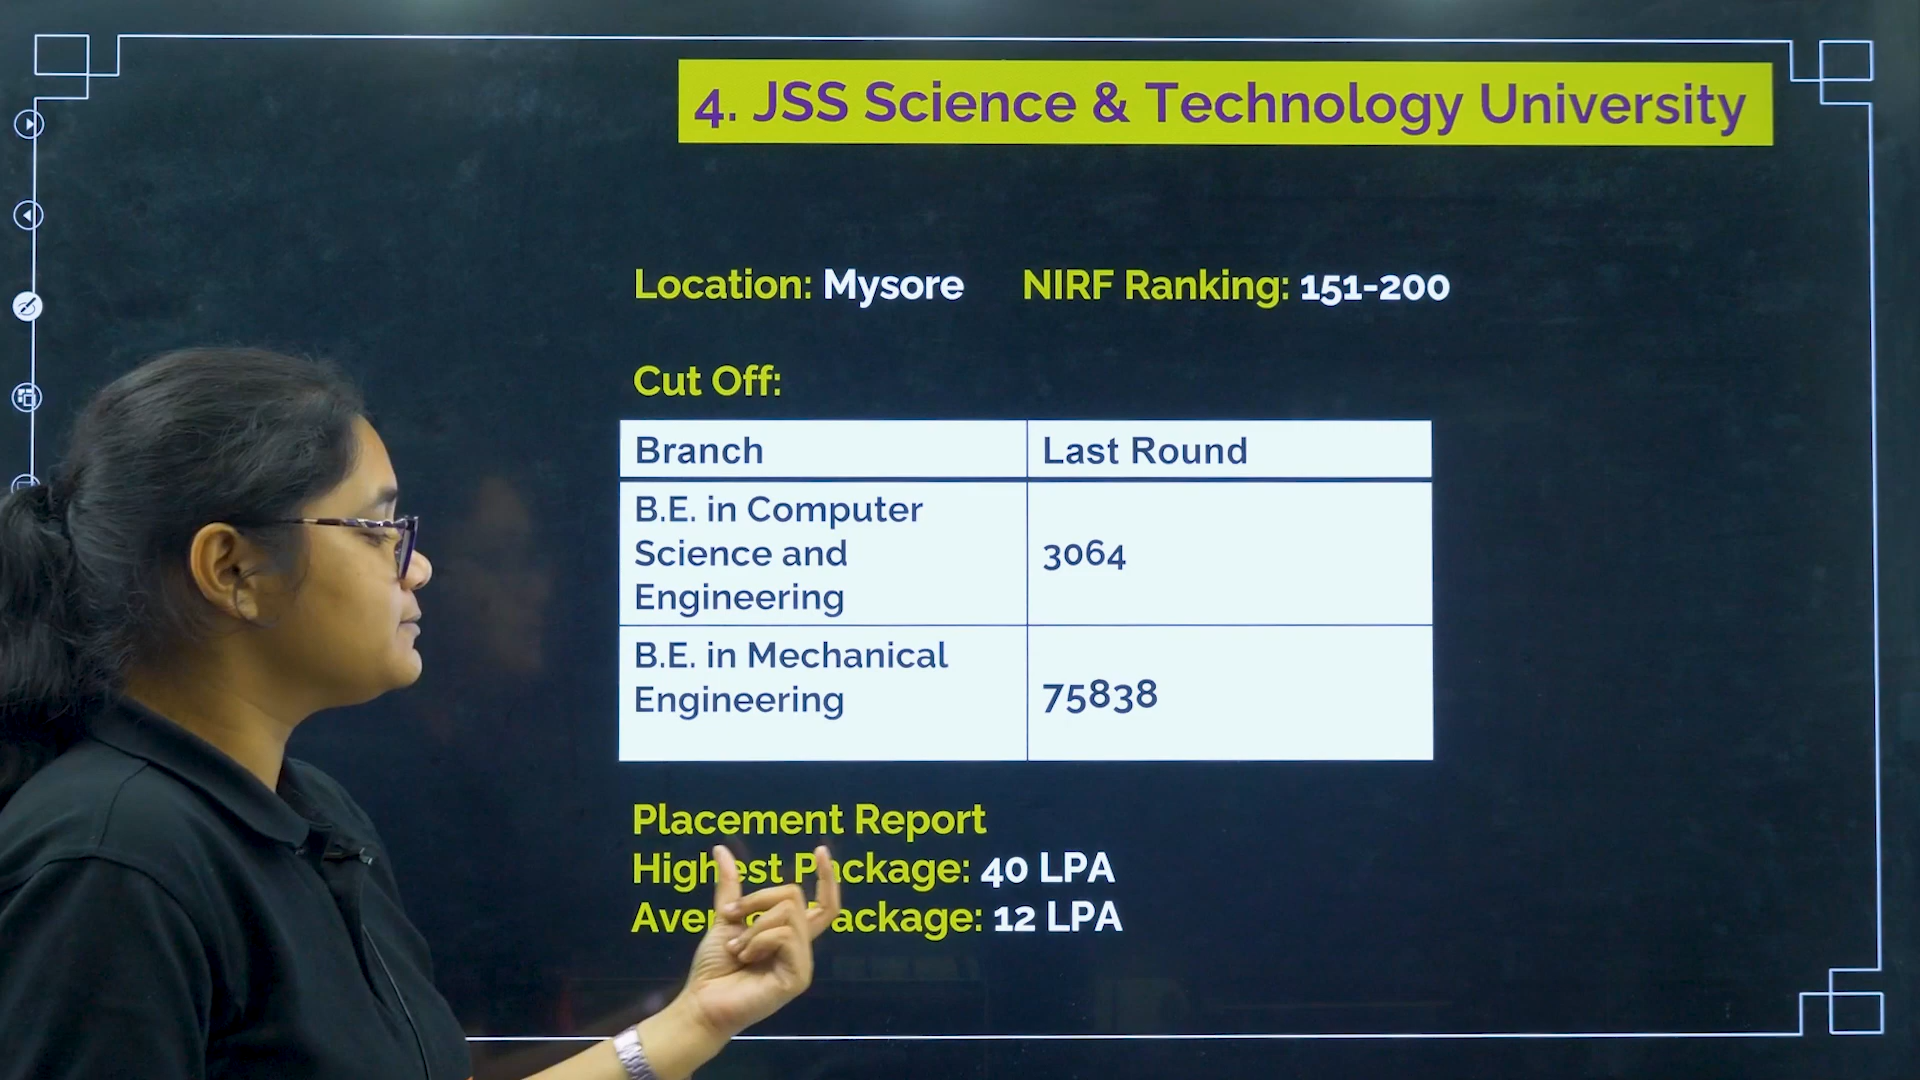 4. JSS Science & Technology University
Location: Mysore NIRF Ranking: 151-200
Cut Off:
Branch Last Round
B.E. in Computer
Science and
Engineering
3064
B.E. in Mechanical
Engineering
75838
Placement Report
Highest Package: 40 LPA
Average Package: 12 LPA